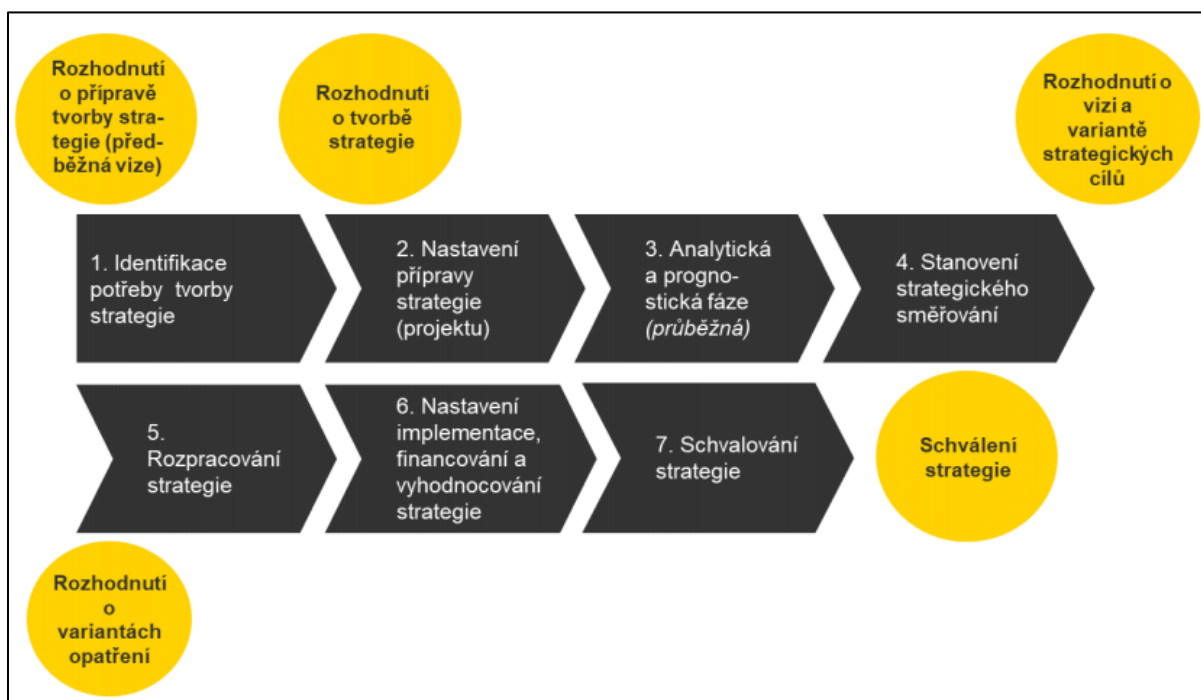 Rozhodnutí
o přípravě
tvorby stra-
tegie (před-
běžná vize)
Rozhodnutí
o tvorbě
strategie
Rozhodnutí o
vizi a
variantě
strategických
cílů
1. Identifikace
potřeby tvorby
strategie
2. Nastavení
přípravy
strategie
(projektu)
3. Analytická
a progno-
stická fáze
(průběžná)
4. Stanovení
strategického
směřování
5.
Rozpracování
strategie
6. Nastavení
implementace,
financování a
vyhodnocování
strategie
7. Schvalování
strategie
Schválení
strategie
Rozhodnutí
o
variantách
opatření